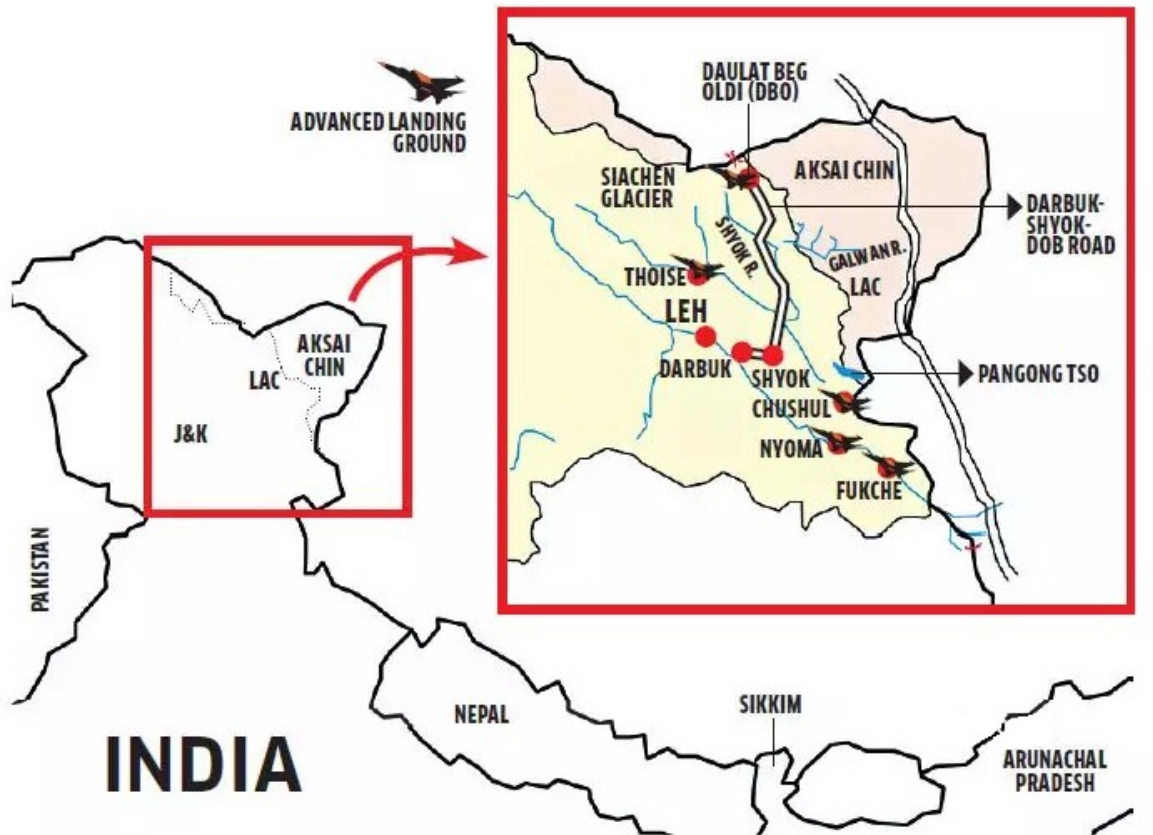 ADVANCED LANDING
GROUND
DAULAT BEG
OLDI (DBO)
SIACHEN
GLACIER
AKSAI CHIN
DARBUK-
SHYOK-
DOB ROAD
SHYOK R.
GALWAN R.
LAC
THOISE
LEH
DARBUK
SHYOK
PANGONG TSO
CHUSHUL
NYOMA
FUKCHE
AKSAI
CHIN
LAC
J&K
PAKISTAN
NEPAL
SIKKIM
ARUNACHAL
PRADESH
INDIA